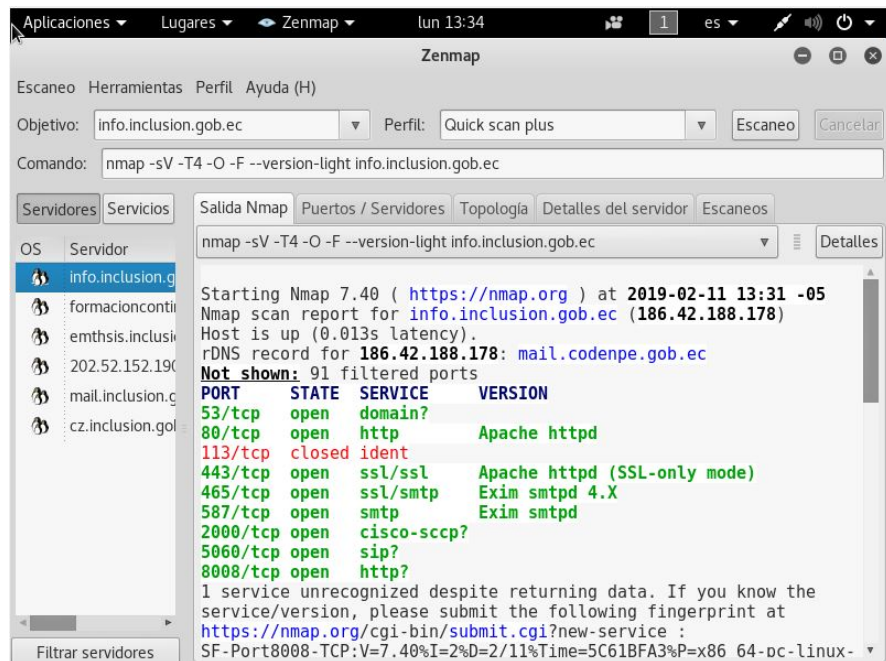 Aplicaciones Lugares Zenmap lun 13:34 1 es
Zenmap
Escaneo Herramientas Perfil Ayuda (H)
Objetivo: info.inclusion.gob.ec Perfil: Quick scan plus Escaneo Cancelar
Comando: nmap -sV -T4 -O -F --version-light info.inclusion.gob.ec
Servidores Servicios Salida Nmap Puertos / Servidores Topología Detalles del servidor Escaneos
nmap -sV -T4 -O -F --version-light info.inclusion.gob.ec Detalles
OS Servidor
info.inclusion.g
formacioncontin
emthsis.inclusi
202.52.152.190
mail.inclusion.g
cz.inclusion.gol
Starting Nmap 7.40 ( https://nmap.org ) at 2019-02-11 13:31 -05
Nmap scan report for info.inclusion.gob.ec (186.42.188.178)
Host is up (0.013s latency).
rDNS record for 186.42.188.178: mail.codenpe.gob.ec
Not shown: 91 filtered ports
PORT STATE SERVICE VERSION
53/tcp open domain?
80/tcp open http Apache httpd
113/tcp closed ident
443/tcp open ssl/ssl Apache httpd (SSL-only mode)
465/tcp open ssl/smtp Exim smtpd 4.X
587/tcp open smtp Exim smtpd
2000/tcp open cisco-sccp?
5060/tcp open sip?
8008/tcp open http?
1 service unrecognized despite returning data. If you know the
service/version, please submit the following fingerprint at
https://nmap.org/cgi-bin/submit.cgi?new-service :
SF-Port8008-TCP:V=7.40%I=2%D=2/11%Time=5C61BFA3%P=x86_64-pc-linux-
Filtrar servidores